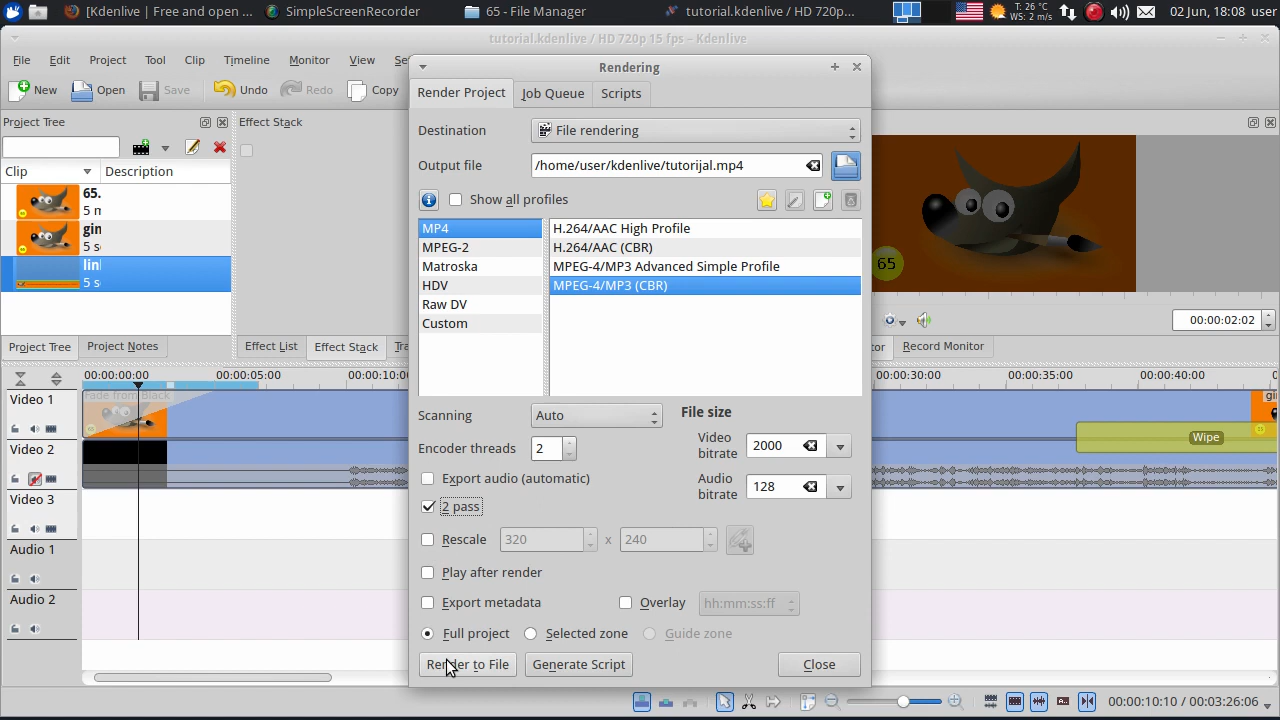 [Kdenlive | Free and open ...
SimpleScreenRecorder
65 - File Manager
tutorial.kdenlive / HD 720p...
T: 26 °C
WS: 2 m/s
02 Jun, 18:08 user
tutorial.kdenlive / HD 720p 15 fps - Kdenlive
File Edit Project Tool Clip Timeline Monitor View Se
New Open Save Undo Redo Copy
Project Tree
Effect Stack
Clip Description
65.
5 m
gin
5 se
lin
5 se
Project Tree Project Notes
Effect List Effect Stack Tra
Rendering
Render Project Job Queue Scripts
Destination File rendering
Output file /home/user/kdenlive/tutorijal.mp4
Show all profiles
MP4
MPEG-2
Matroska
HDV
Raw DV
Custom
H.264/AAC High Profile
H.264/AAC (CBR)
MPEG-4/MP3 Advanced Simple Profile
MPEG-4/MP3 (CBR)
Scanning Auto
File size
Encoder threads 2
Video bitrate 2000
Export audio (automatic)
Audio bitrate 128
2 pass
Rescale 320 x 240
Play after render
Export metadata Overlay hh:mm:ss:ff
Full project Selected zone Guide zone
Render to File Generate Script Close
65
00:00:02:02
tor Record Monitor
00:00:00:00 00:00:05:00 00:00:10:0 00:00:30:00 00:00:35:00 00:00:40:00
Video 1
Fade from Black
gi
Wipe
Video 2
Video 3
Audio 1
Audio 2
00:00:10:10 / 00:03:26:06